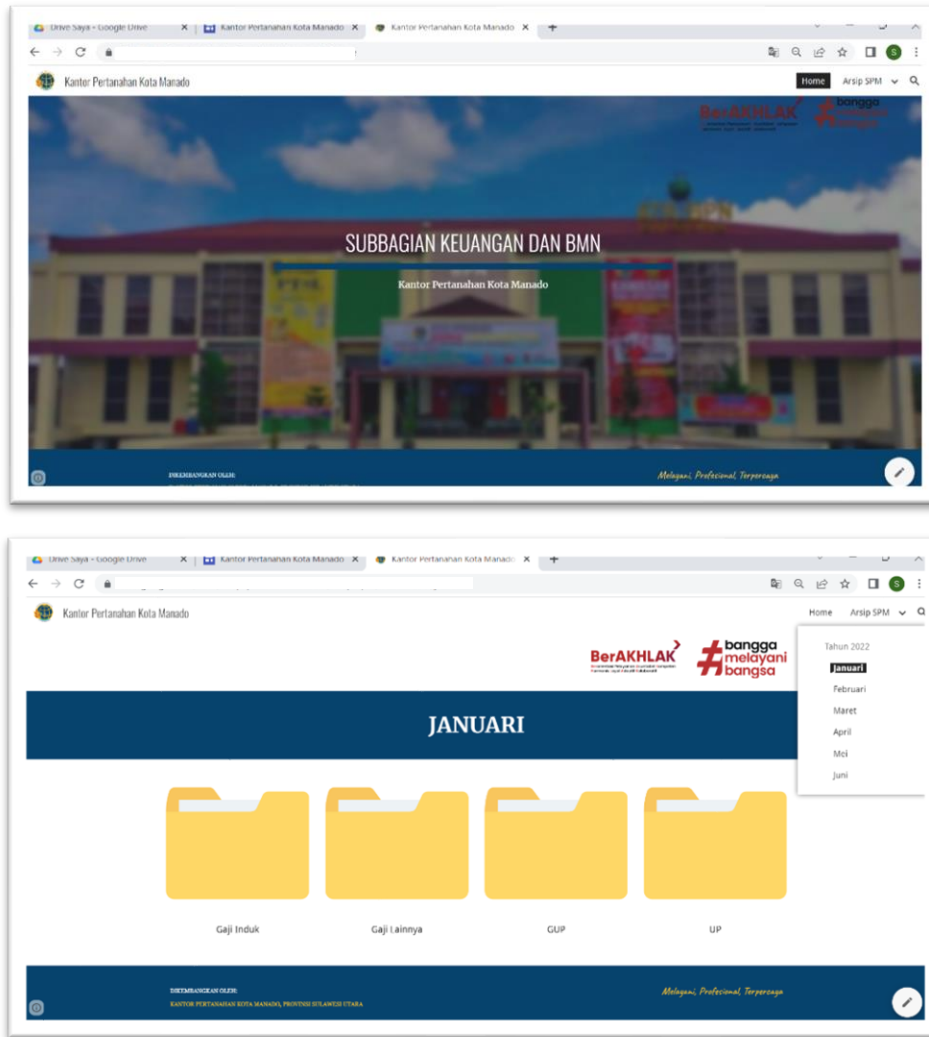 Drive Saya - Google Drive
Kantor Pertanahan Kota Manado
Kantor Pertanahan Kota Manado
S
Kantor Pertanahan Kota Manado
Home
Arsip SPM
BerAKHLAK
bangga
melayani
bangsa
SUBBAGIAN KEUANGAN DAN BMN
Kantor Pertanahan Kota Manado
DIKEMBANGKAN OLEH:
Melayani, Profesional, Terpercaya
Drive Saya - Google Drive
Kantor Pertanahan Kota Manado
Kantor Pertanahan Kota Manado
S
Kantor Pertanahan Kota Manado
Home
Arsip SPM
BerAKHLAK
#bangga
melayani
bangsa
Tahun 2022
Januari
Februari
Maret
April
Mei
Juni
JANUARI
Gaji Induk
Gaji Lainnya
GUP
UP
DIKEMBANGKAN OLEH:
KANTOR PERTANAHAN KOTA MANADO, PROVINSI SULAWESI UTARA
Melayani, Profesional, Terpercaya